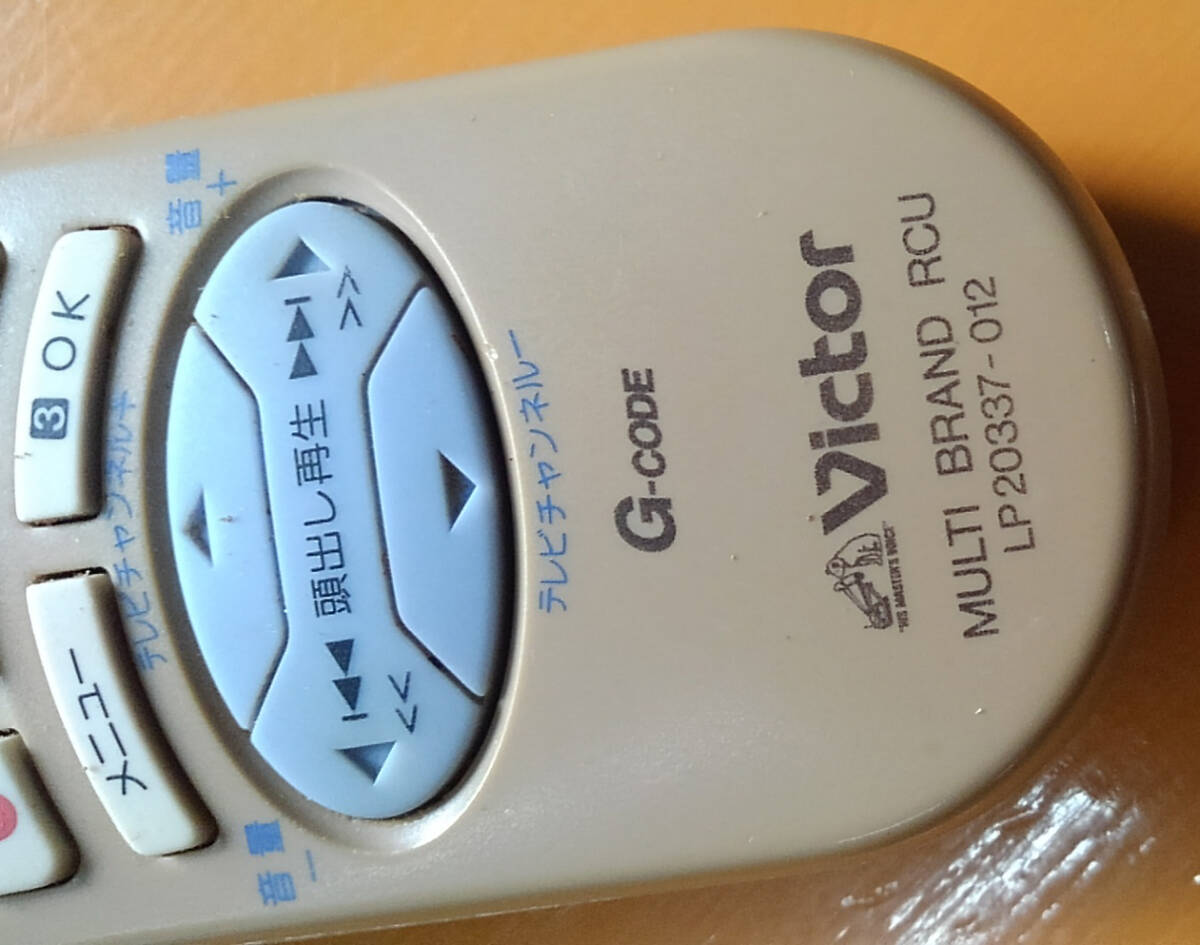 音量
+
3 OK
テレビチャンネル+
メニュー
音量
−
頭出し再生
テレビチャンネルー
G-CODE
"HIS MASTER'S VOICE"
Victor
MULTI BRAND RCU
LP20337-012